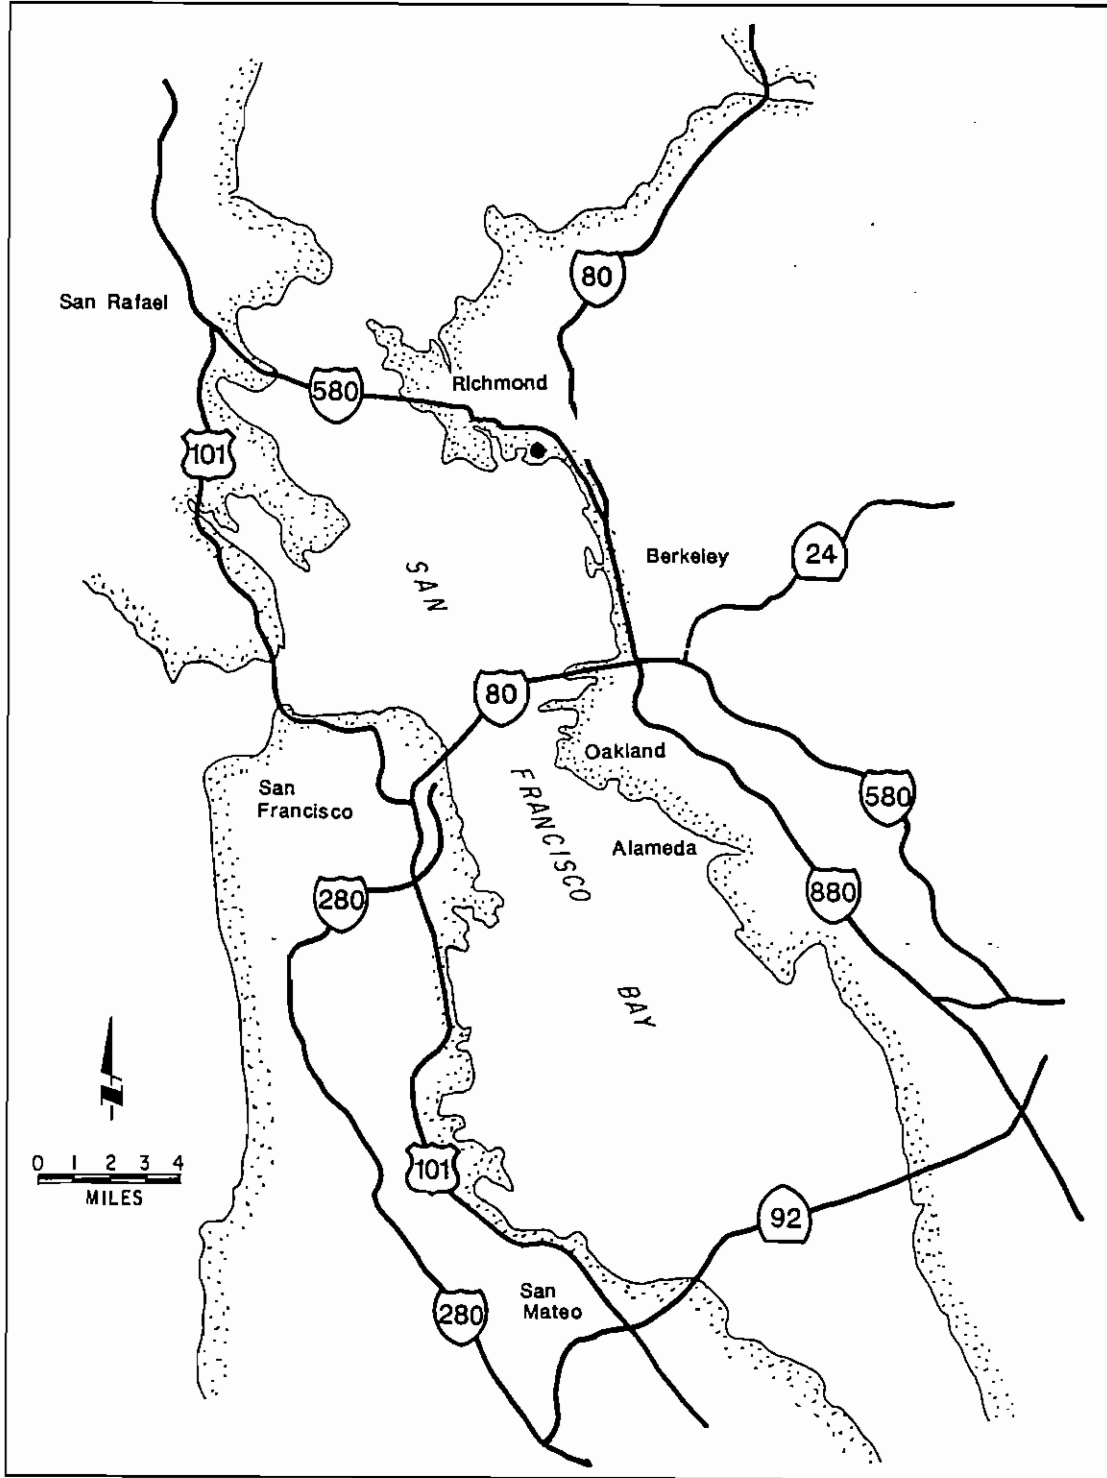 80
San Rafael
Richmond
580
101
Berkeley
24
SAN
80
Oakland
San
Francisco
FRANCISCO
580
Alameda
280
880
BAY
0 1 2 3 4
MILES
101
92
San
Mateo
280